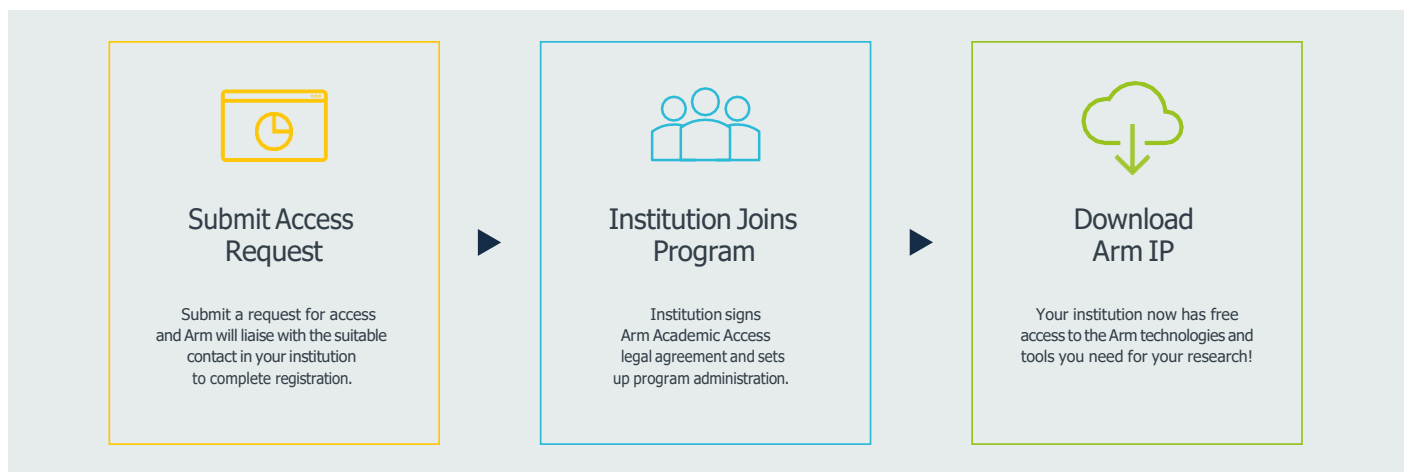 Submit Access
Request
Submit a request for access
and Arm will liaise with the suitable
contact in your institution
to complete registration.
Institution Joins
Program
Institution signs
Arm Academic Access
legal agreement and sets
up program administration.
Download
Arm IP
Your institution now has free
access to the Arm technologies and
tools you need for your research!